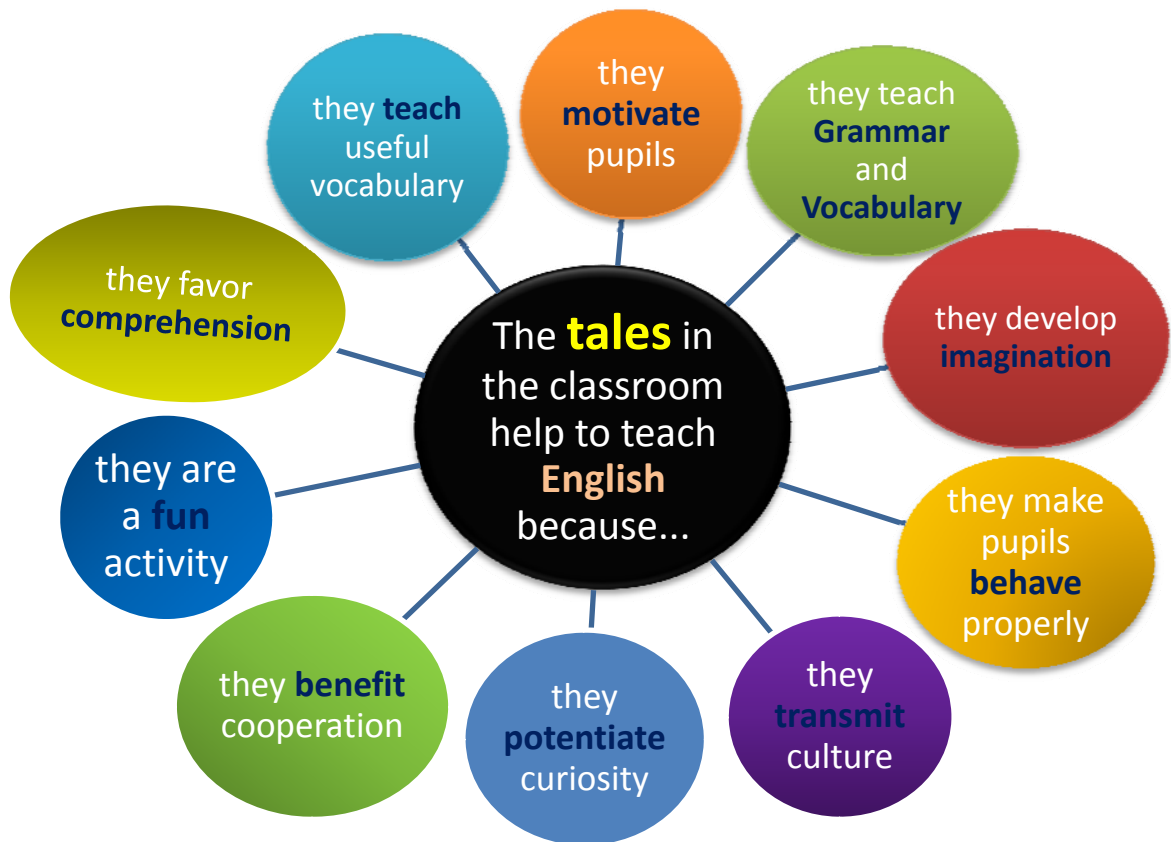 The tales in
the classroom
help to teach
English
because...
they
motivate
pupils
they teach
Grammar
and
Vocabulary
they develop
imagination
they make
pupils
behave
properly
they
transmit
culture
they
potentiate
curiosity
they benefit
cooperation
they are
a fun
activity
they favor
comprehension
they teach
useful
vocabulary